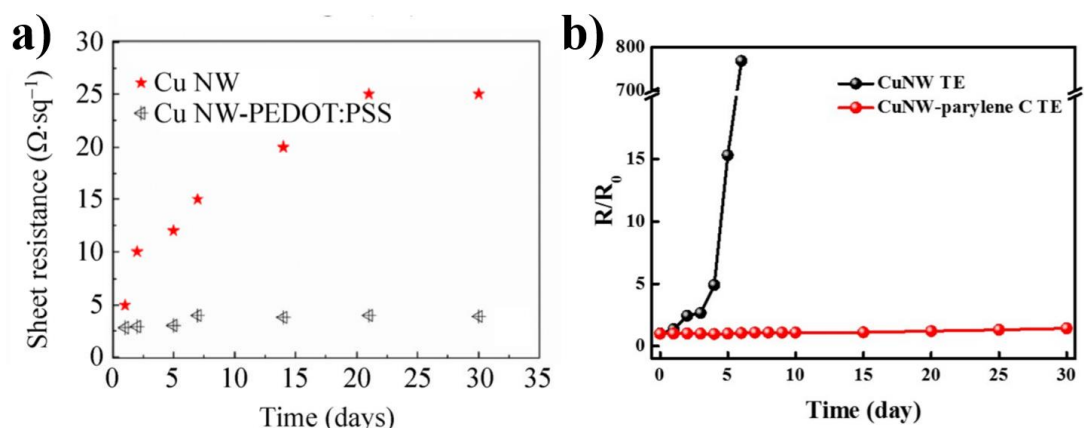 a)
Sheet resistance (Ω·sq⁻¹)
30
25
20
15
10
5
0
Cu NW
Cu NW-PEDOT:PSS
0 5 10 15 20 25 30 35
Time (days)
b)
R/R₀
800
700
15
10
5
0
CuNW TE
CuNW-parylene C TE
0 5 10 15 20 25 30
Time (day)